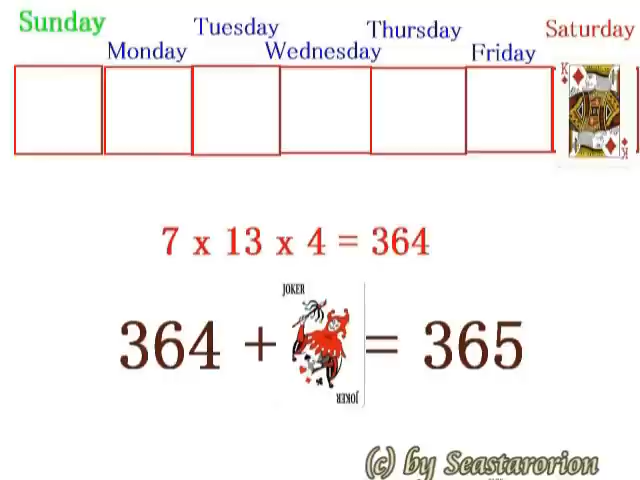 Sunday Monday Tuesday Wednesday Thursday Friday Saturday
K
K
7 x 13 x 4 = 364
JOKER
364 + = 365
JOKER
(c) by Seastarorion